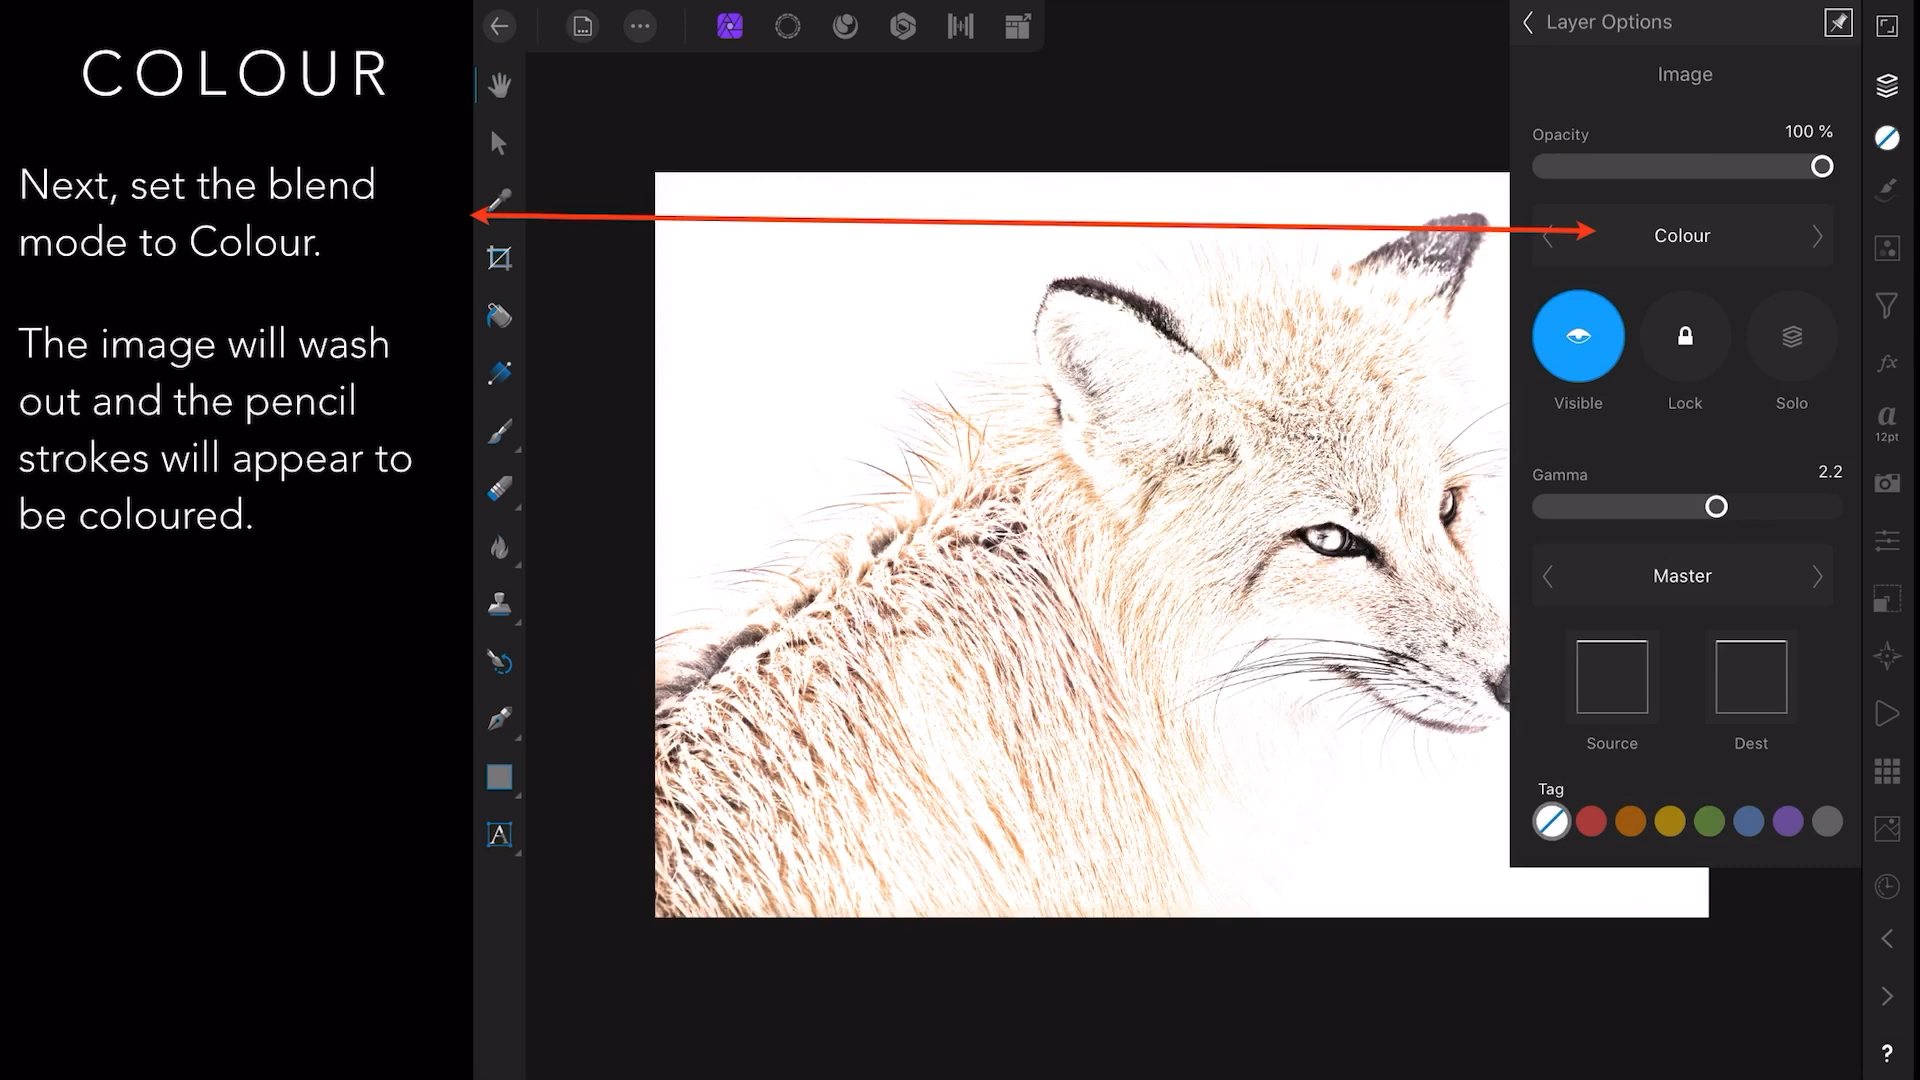 COLOUR
Next, set the blend
mode to Colour.
The image will wash
out and the pencil
strokes will appear to
be coloured.
Layer Options
Image
Opacity
100 %
Colour
Visible
Lock
Solo
Gamma
2.2
Master
Source
Dest
Tag
fx
a
12pt
A
?